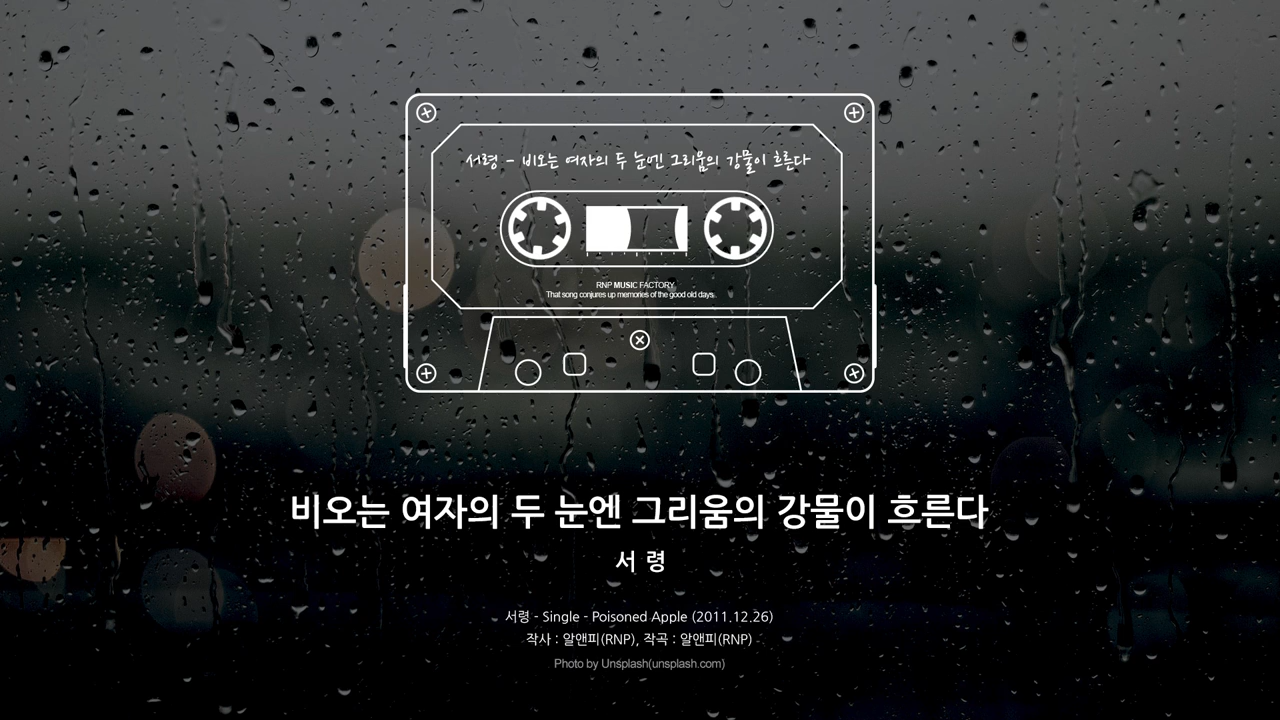 서령 - 비오는 여자의 두 눈엔 그리움의 강물이 흐른다
RNP MUSIC FACTORY
That song conjures up memories of the good old days.
비오는 여자의 두 눈엔 그리움의 강물이 흐른다
서 령
서령 - Single - Poisoned Apple (2011.12.26)
작사 : 알앤피(RNP), 작곡 : 알앤피(RNP)
Photo by Unsplash(unsplash.com)